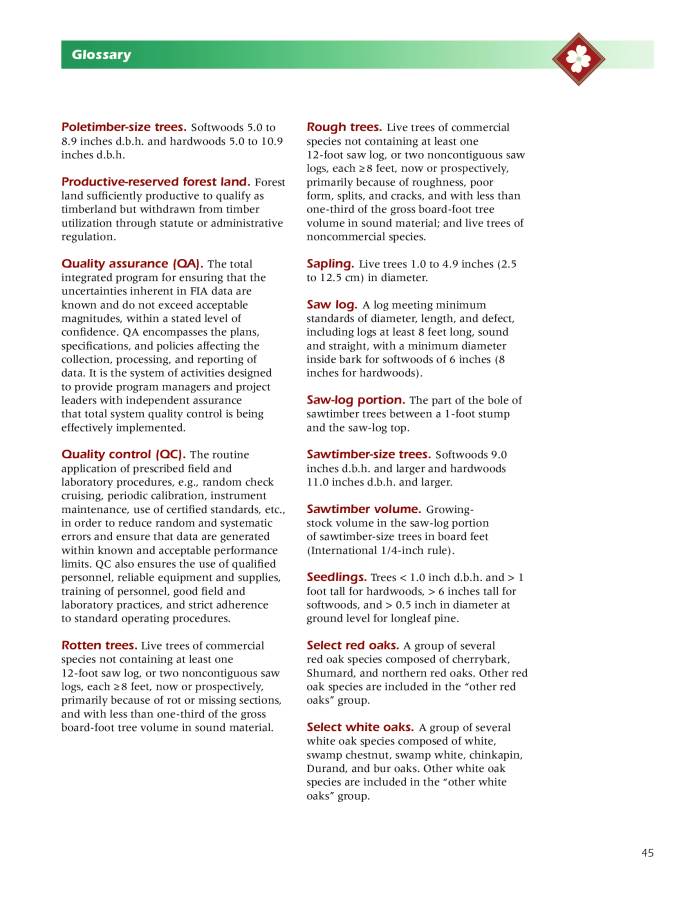 Glossary
Poletimber-size trees. Softwoods 5.0 to
8.9 inches d.b.h. and hardwoods 5.0 to 10.9
inches d.b.h.
Productive-reserved forest land. Forest
land sufficiently productive to qualify as
timberland but withdrawn from timber
utilization through statute or administrative
regulation.
Quality assurance (QA). The total
integrated program for ensuring that the
uncertainties inherent in FIA data are
known and do not exceed acceptable
magnitudes, within a stated level of
confidence. QA encompasses the plans,
specifications, and policies affecting the
collection, processing, and reporting of
data. It is the system of activities designed
to provide program managers and project
leaders with independent assurance
that total system quality control is being
effectively implemented.
Quality control (QC). The routine
application of prescribed field and
laboratory procedures, e.g., random check
cruising, periodic calibration, instrument
maintenance, use of certified standards, etc.,
in order to reduce random and systematic
errors and ensure that data are generated
within known and acceptable performance
limits. QC also ensures the use of qualified
personnel, reliable equipment and supplies,
training of personnel, good field and
laboratory practices, and strict adherence
to standard operating procedures.
Rotten trees. Live trees of commercial
species not containing at least one
12-foot saw log, or two noncontiguous saw
logs, each ≥ 8 feet, now or prospectively,
primarily because of rot or missing sections,
and with less than one-third of the gross
board-foot tree volume in sound material.
Rough trees. Live trees of commercial
species not containing at least one
12-foot saw log, or two noncontiguous saw
logs, each ≥ 8 feet, now or prospectively,
primarily because of roughness, poor
form, splits, and cracks, and with less than
one-third of the gross board-foot tree
volume in sound material; and live trees of
noncommercial species.
Sapling. Live trees 1.0 to 4.9 inches (2.5
to 12.5 cm) in diameter.
Saw log. A log meeting minimum
standards of diameter, length, and defect,
including logs at least 8 feet long, sound
and straight, with a minimum diameter
inside bark for softwoods of 6 inches (8
inches for hardwoods).
Saw-log portion. The part of the bole of
sawtimber trees between a 1-foot stump
and the saw-log top.
Sawtimber-size trees. Softwoods 9.0
inches d.b.h. and larger and hardwoods
11.0 inches d.b.h. and larger.
Sawtimber volume. Growing-
stock volume in the saw-log portion
of sawtimber-size trees in board feet
(International 1/4-inch rule).
Seedlings. Trees < 1.0 inch d.b.h. and > 1
foot tall for hardwoods, > 6 inches tall for
softwoods, and > 0.5 inch in diameter at
ground level for longleaf pine.
Select red oaks. A group of several
red oak species composed of cherrybark,
Shumard, and northern red oaks. Other red
oak species are included in the “other red
oaks” group.
Select white oaks. A group of several
white oak species composed of white,
swamp chestnut, swamp white, chinkapin,
Durand, and bur oaks. Other white oak
species are included in the “other white
oaks” group.
45